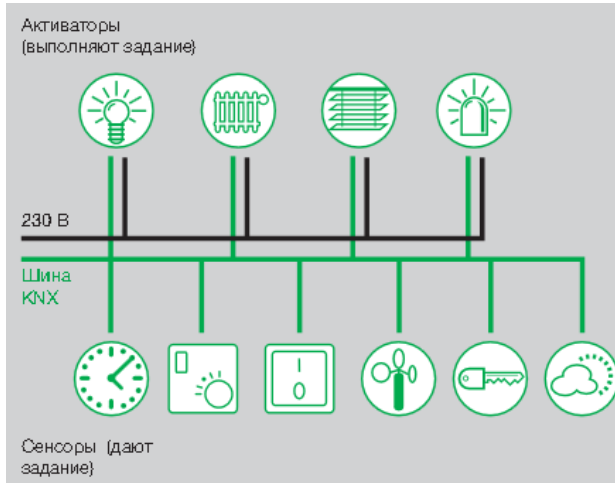 Активаторы
(выполняют задание}
230 В
Шина
KNX
Сенсоры (дают
задание}